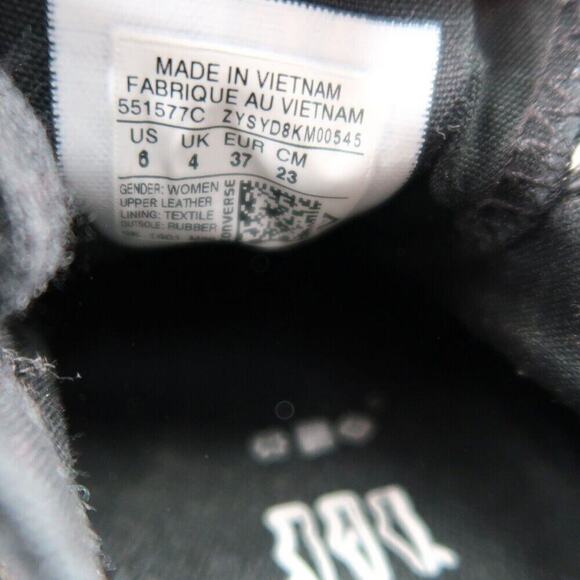 MADE IN VIETNAM
FABRIQUE AU VIETNAM
551577C ZYSYD8KM00545
US UK EUR CM
6 4 37 23
GENDER: WOMEN
UPPER LEATHER
LINING: TEXTILE
OUTSOLE: RUBBER
CONVERSE